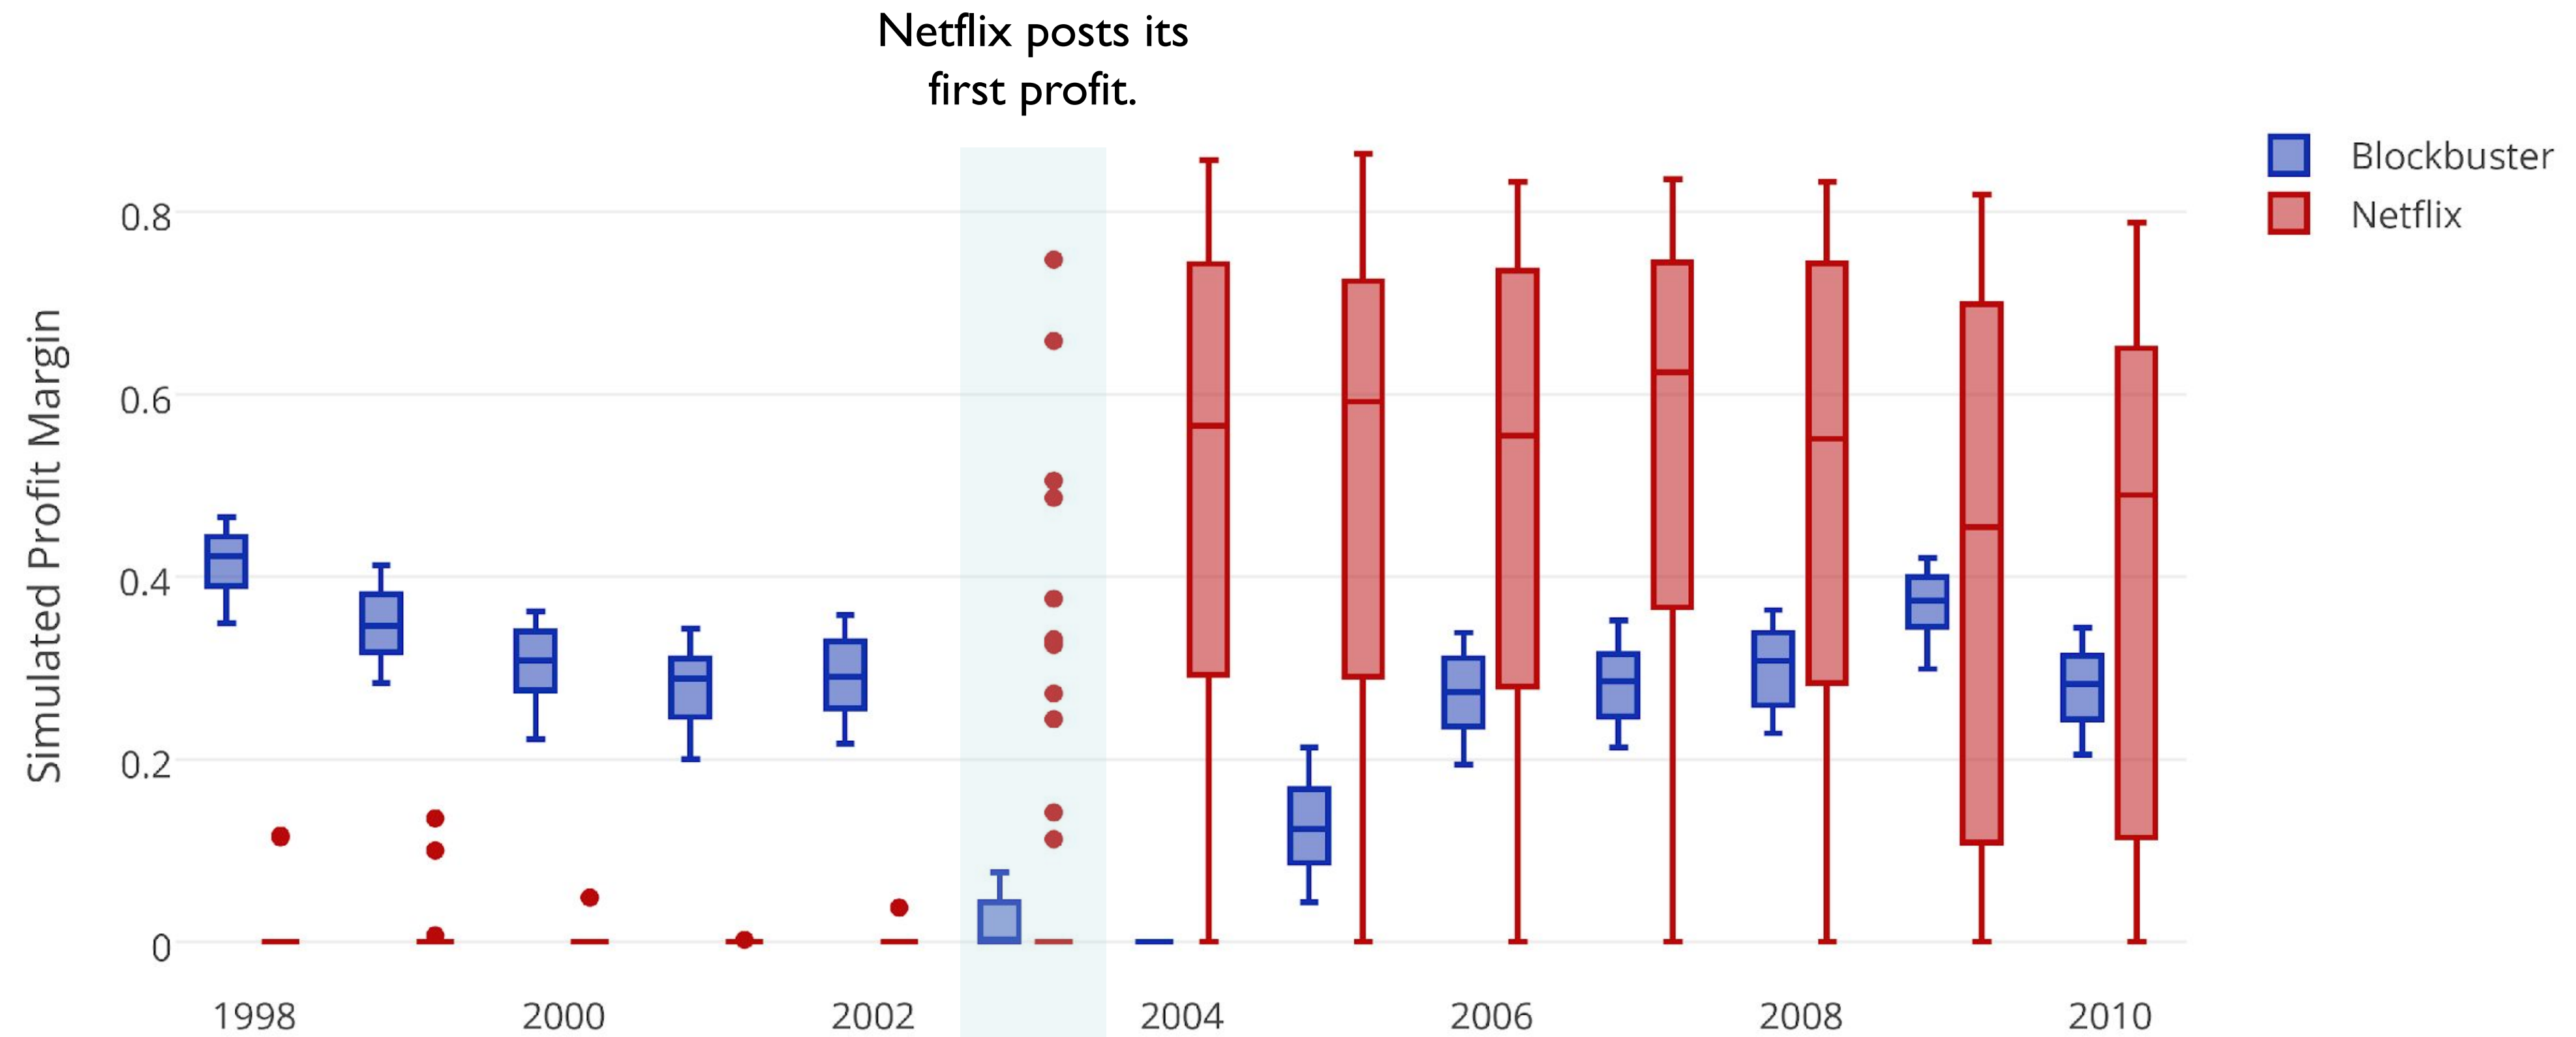 Netflix posts its
first profit.
Blockbuster
Netflix
Simulated Profit Margin
0.8
0.6
0.4
0.2
0
1998
2000
2002
2004
2006
2008
2010